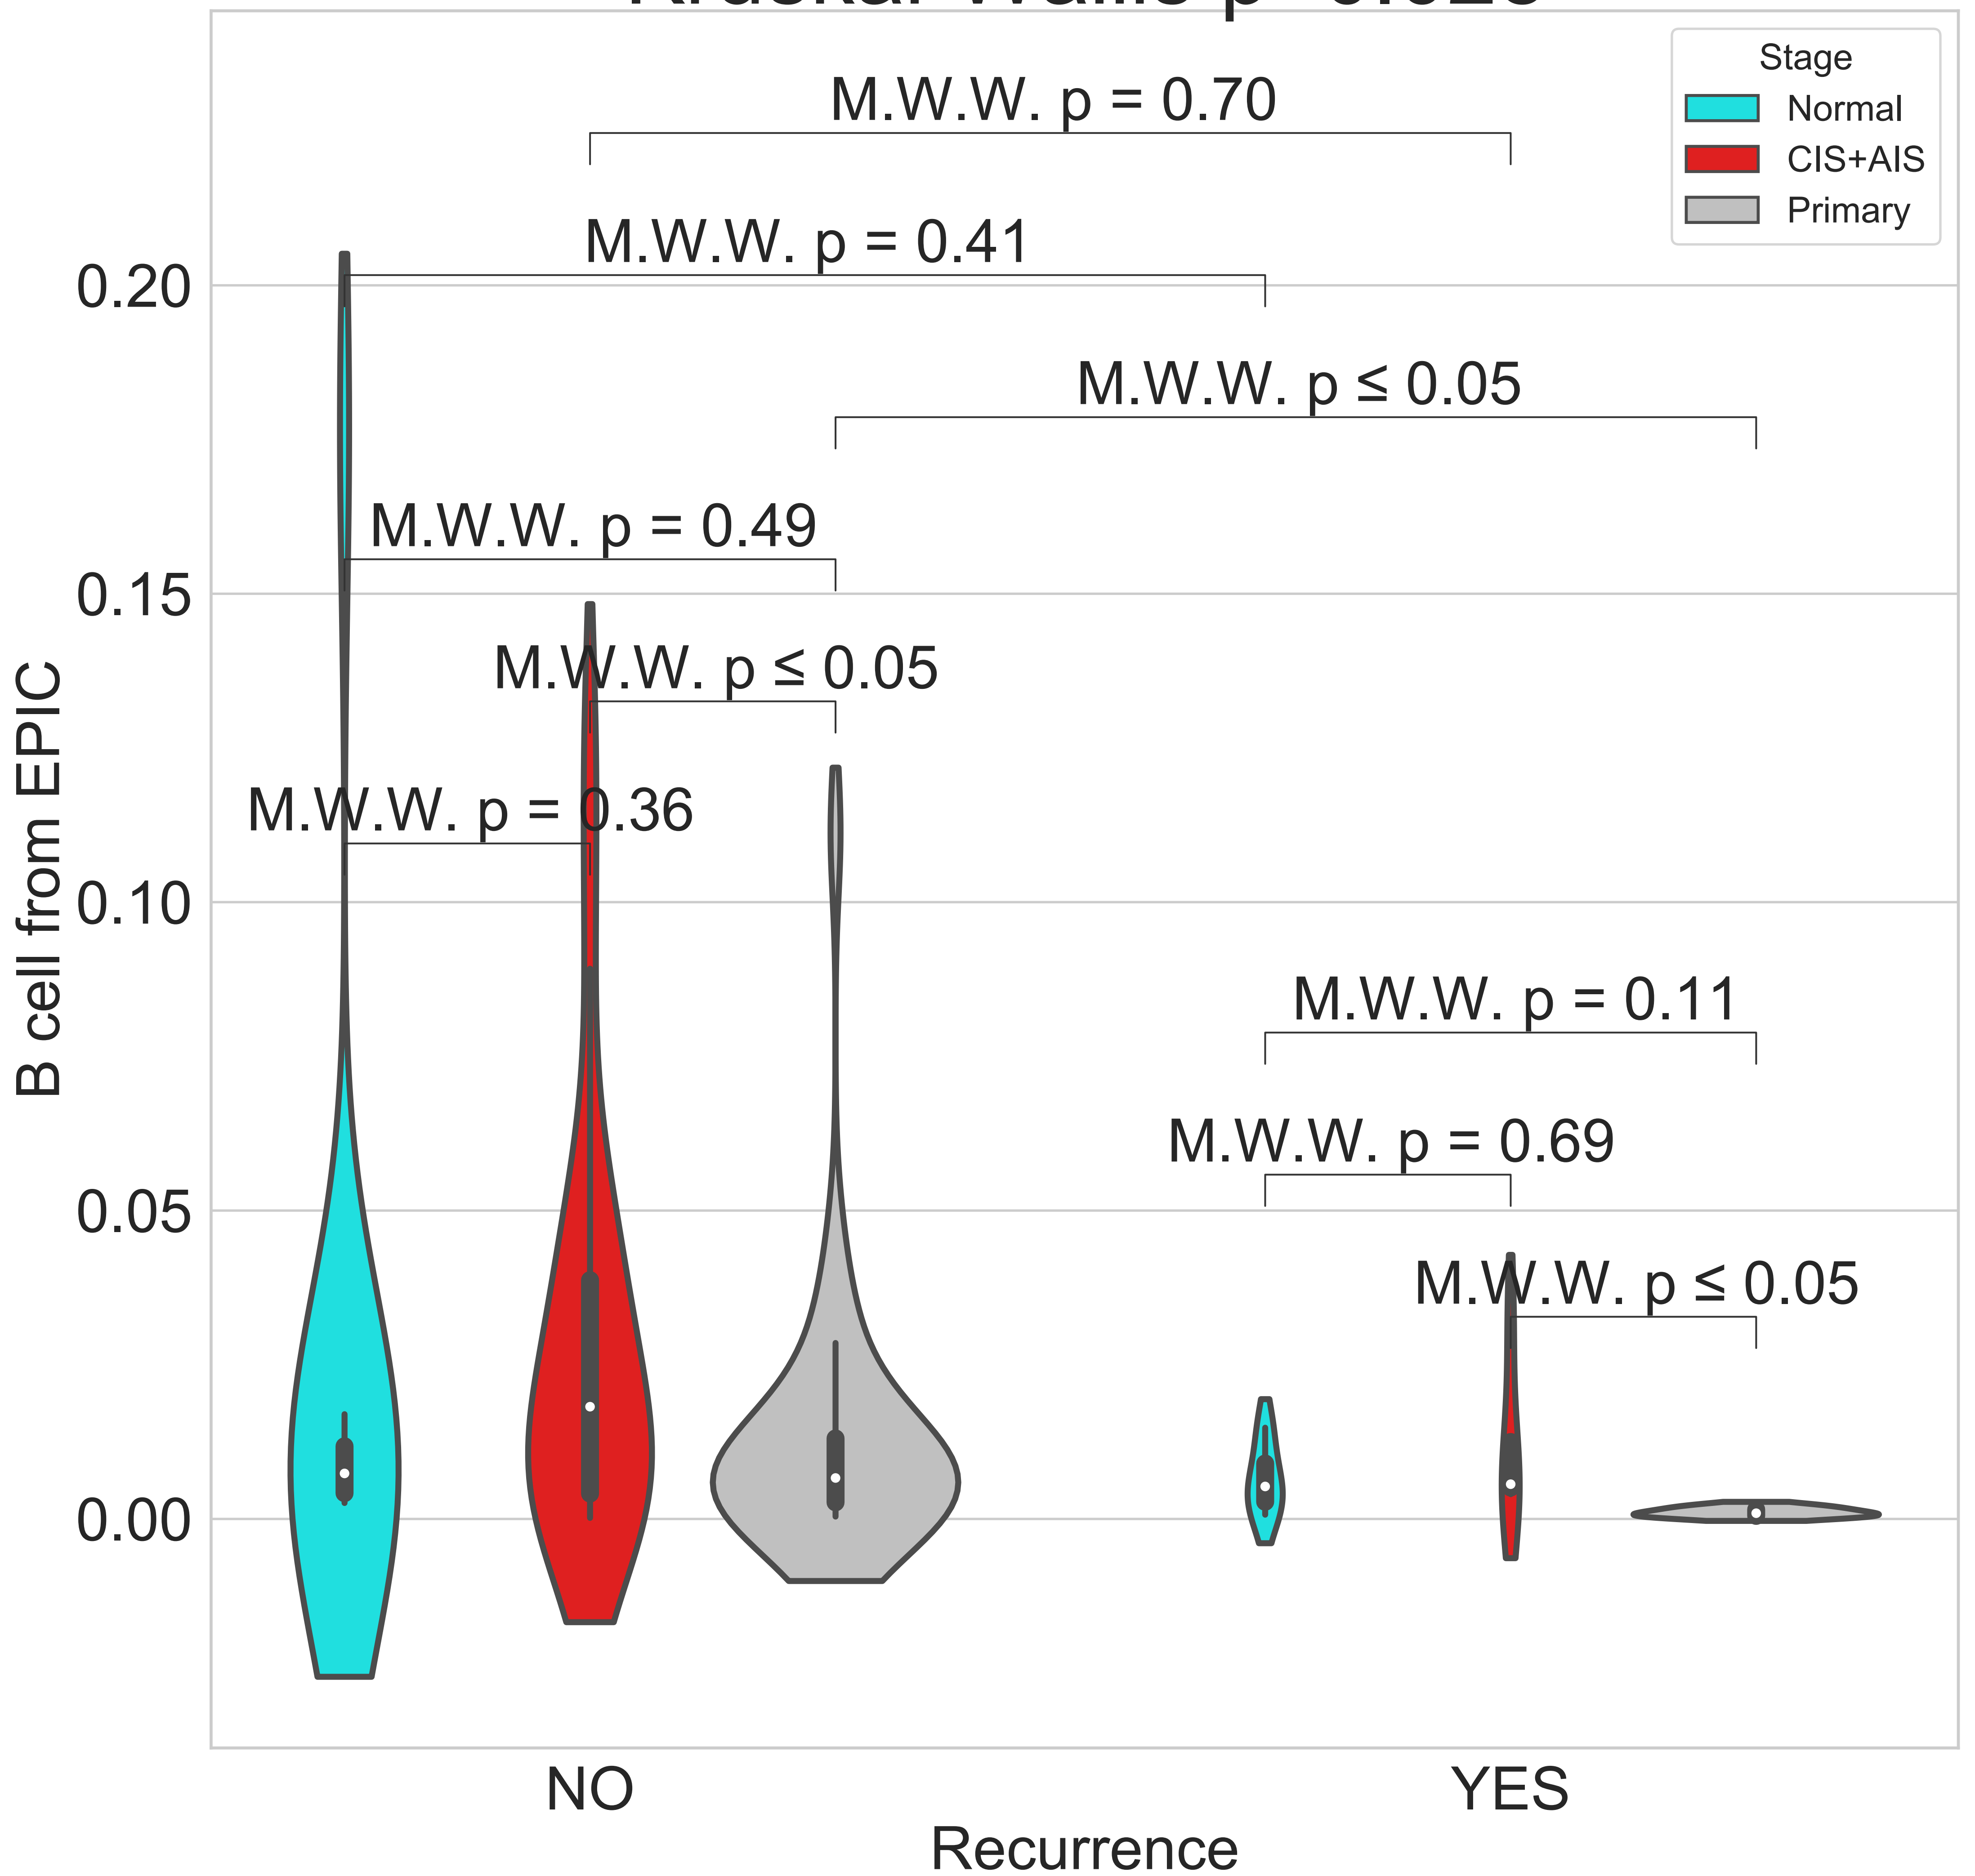 Stage
Normal
CIS+AIS
Primary
M.W.W. p = 0.70
M.W.W. p = 0.41
M.W.W. p ≤ 0.05
M.W.W. p = 0.49
M.W.W. p ≤ 0.05
M.W.W. p = 0.36
M.W.W. p = 0.11
M.W.W. p = 0.69
M.W.W. p ≤ 0.05
0.20
0.15
0.10
0.05
0.00
B cell from EPIC
NO
YES
Recurrence